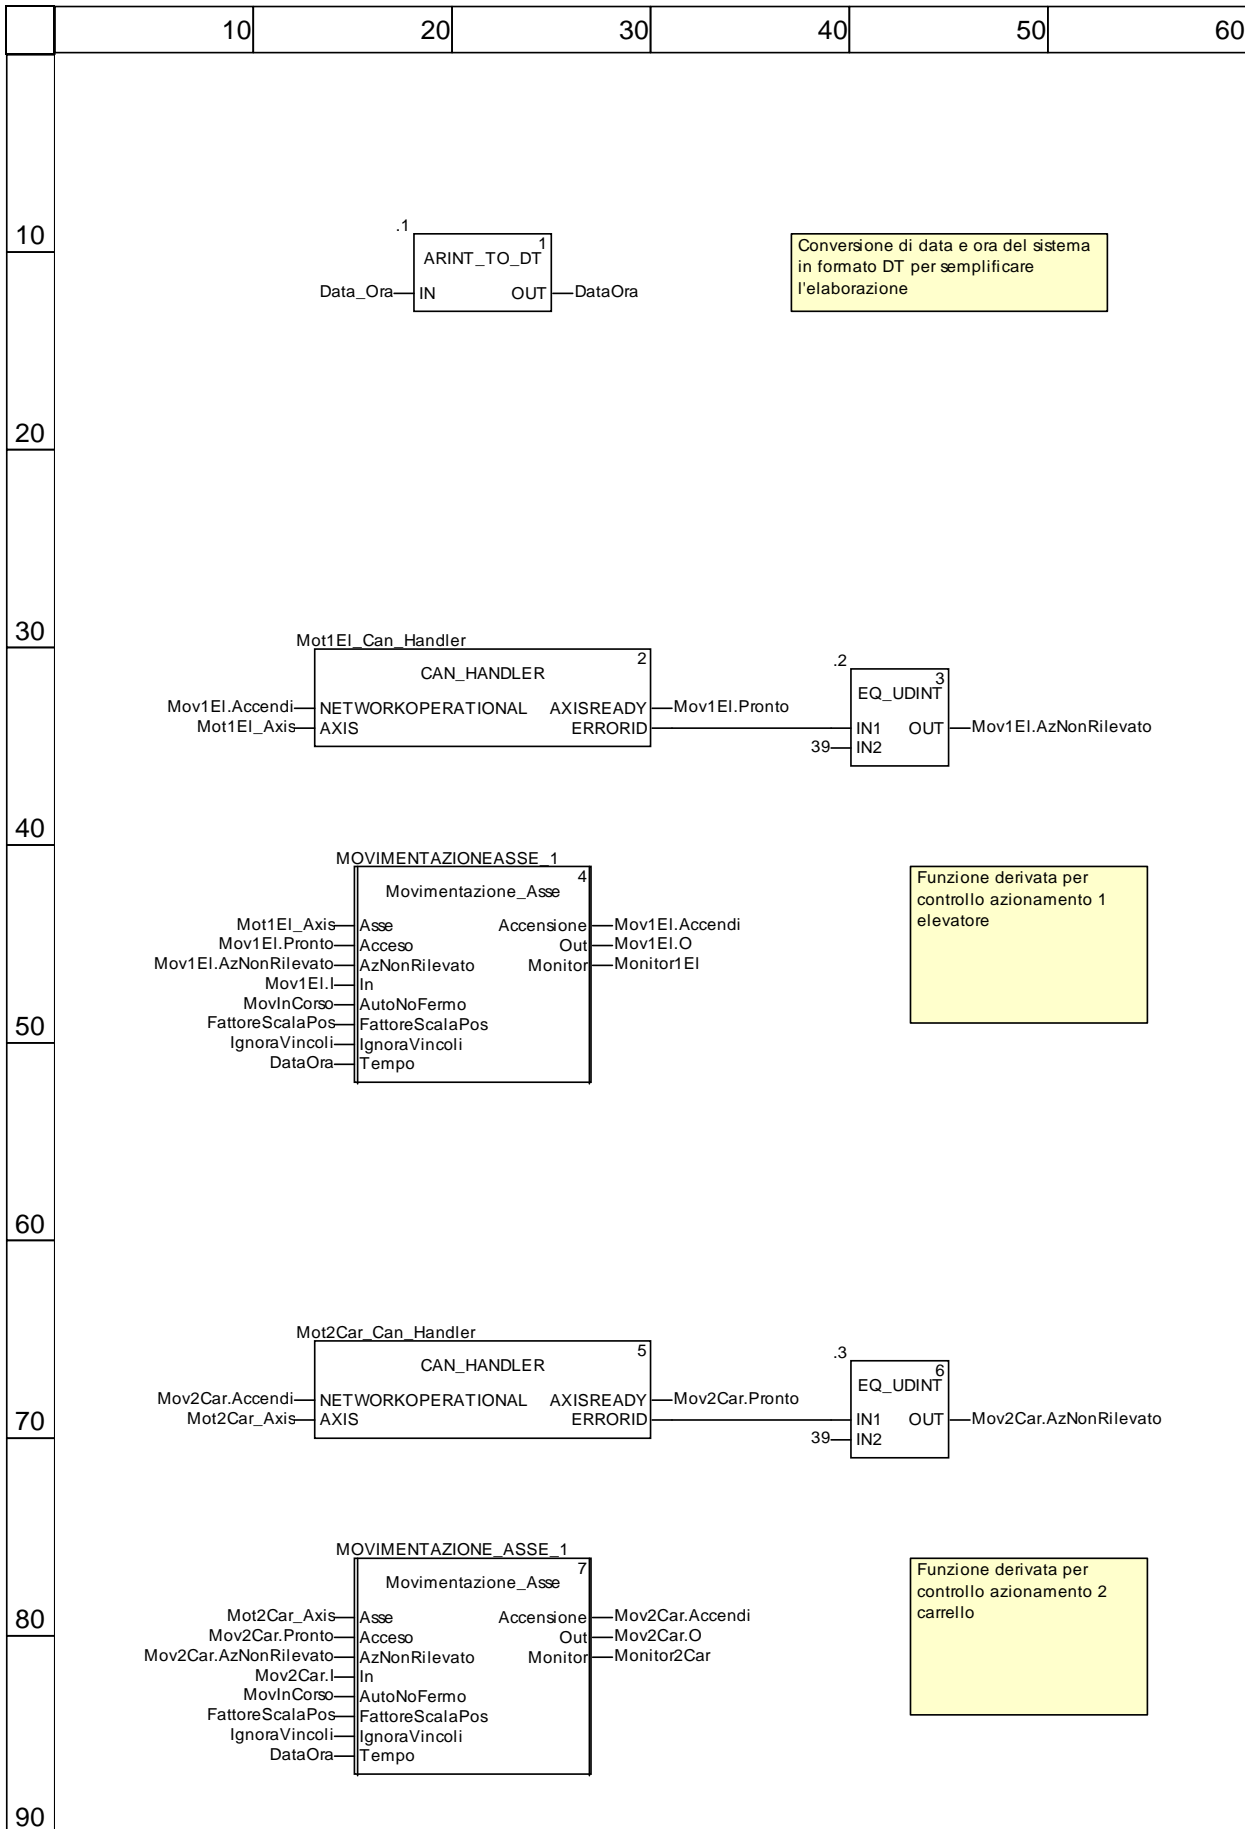 10 20 30 40 50 60
10
20
30
40
50
60
70
80
90
.1
1
ARINT_TO_DT
Data_Ora IN OUT DataOra
Conversione di data e ora del sistema
in formato DT per semplificare
l'elaborazione
Mot1El_Can_Handler
2
CAN_HANDLER
Mov1El.Accendi NETWORKOPERATIONAL AXISREADY Mov1El.Pronto
Mot1El_Axis AXIS ERRORID
.2
3
EQ_UDINT
IN1 OUT Mov1El.AzNonRilevato
39 IN2
MOVIMENTAZIONEASSE_1
4
Movimentazione_Asse
Mot1El_Axis Asse Accensione Mov1El.Accendi
Mov1El.Pronto Acceso Out Mov1El.O
Mov1El.AzNonRilevato AzNonRilevato Monitor Monitor1El
Mov1El.I In
MovInCorso AutoNoFermo
FattoreScalaPos FattoreScalaPos
IgnoraVincoli IgnoraVincoli
DataOra Tempo
Funzione derivata per
controllo azionamento 1
elevatore
Mot2Car_Can_Handler
5
CAN_HANDLER
Mov2Car.Accendi NETWORKOPERATIONAL AXISREADY Mov2Car.Pronto
Mot2Car_Axis AXIS ERRORID
.3
6
EQ_UDINT
IN1 OUT Mov2Car.AzNonRilevato
39 IN2
MOVIMENTAZIONE_ASSE_1
7
Movimentazione_Asse
Mot2Car_Axis Asse Accensione Mov2Car.Accendi
Mov2Car.Pronto Acceso Out Mov2Car.O
Mov2Car.AzNonRilevato AzNonRilevato Monitor Monitor2Car
Mov2Car.I In
MovInCorso AutoNoFermo
FattoreScalaPos FattoreScalaPos
IgnoraVincoli IgnoraVincoli
DataOra Tempo
Funzione derivata per
controllo azionamento 2
carrello